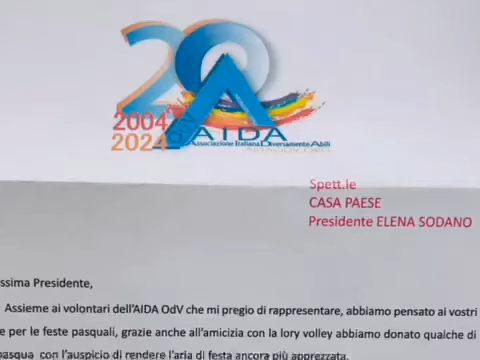 20
2004
2024
ODV
AIDA
Associazione Italiana Diversamente Abili
AIDAODV.ORG
Spett.le
CASA PAESE
Presidente ELENA SODANO
ssima Presidente,
Assieme ai volontari dell'AIDA OdV che mi pregio di rappresentare, abbiamo pensato ai vostri
e per le feste pasquali, grazie anche all'amicizia con la lory volley abbiamo donato qualche di
pasqua con l'auspicio di rendere l'aria di festa ancora più apprezzata.